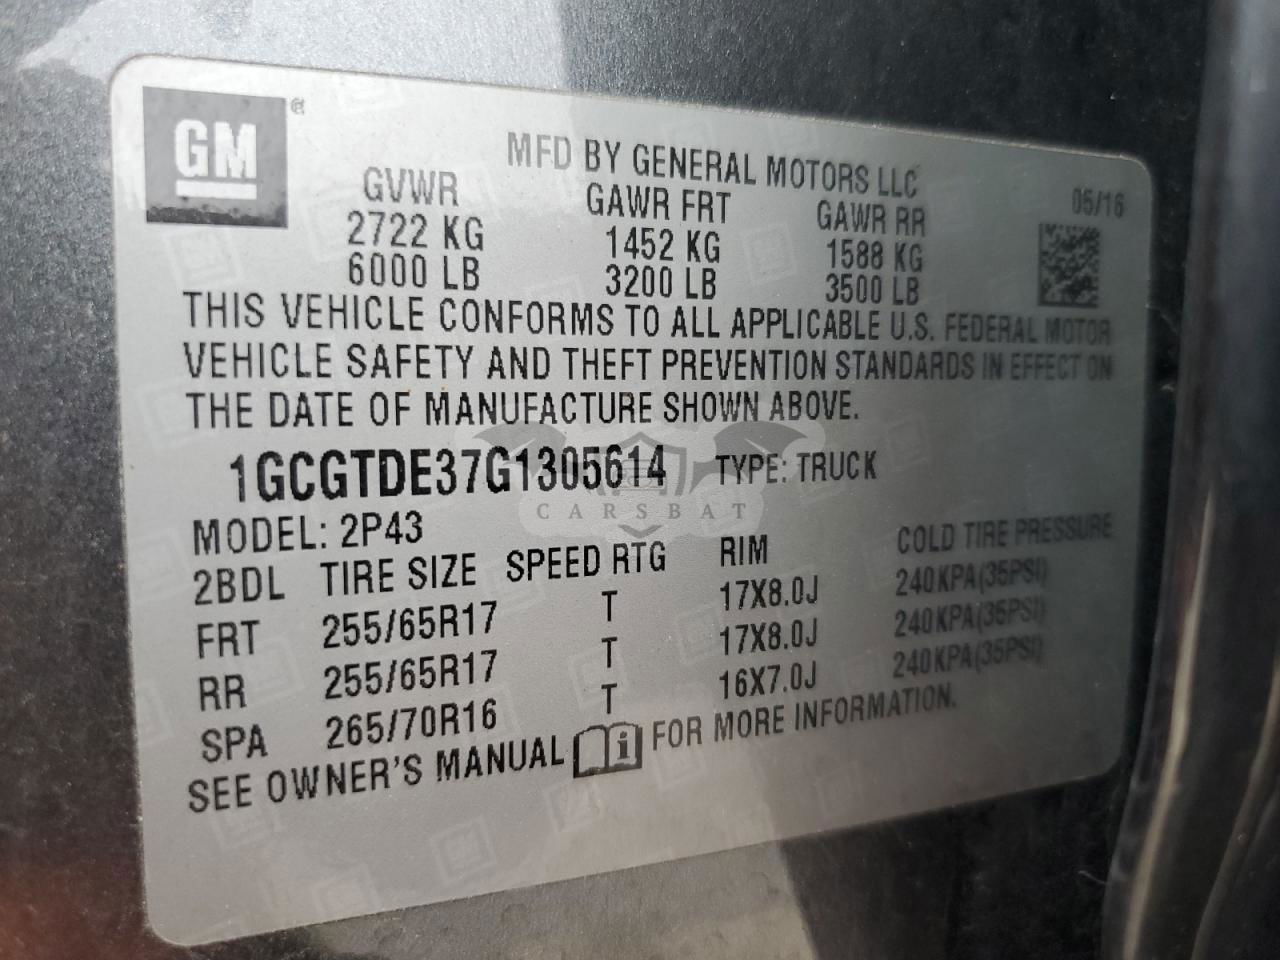 GM
MFD BY GENERAL MOTORS LLC
05/16
GVWR GAWR FRT GAWR RR
2722 KG 1452 KG 1588 KG
6000 LB 3200 LB 3500 LB
THIS VEHICLE CONFORMS TO ALL APPLICABLE U.S. FEDERAL MOTOR
VEHICLE SAFETY AND THEFT PREVENTION STANDARDS IN EFFECT ON
THE DATE OF MANUFACTURE SHOWN ABOVE.
1GCGTDE37G1305614 TYPE: TRUCK
CARSBAT
MODEL: 2P43
2BDL TIRE SIZE SPEED RTG RIM COLD TIRE PRESSURE
FRT 255/65R17 T 17X8.0J 240KPA(35PSI)
RR 255/65R17 T 17X8.0J 240KPA(35PSI)
SPA 265/70R16 T 16X7.0J 240KPA(35PSI)
SEE OWNER'S MANUAL i FOR MORE INFORMATION.